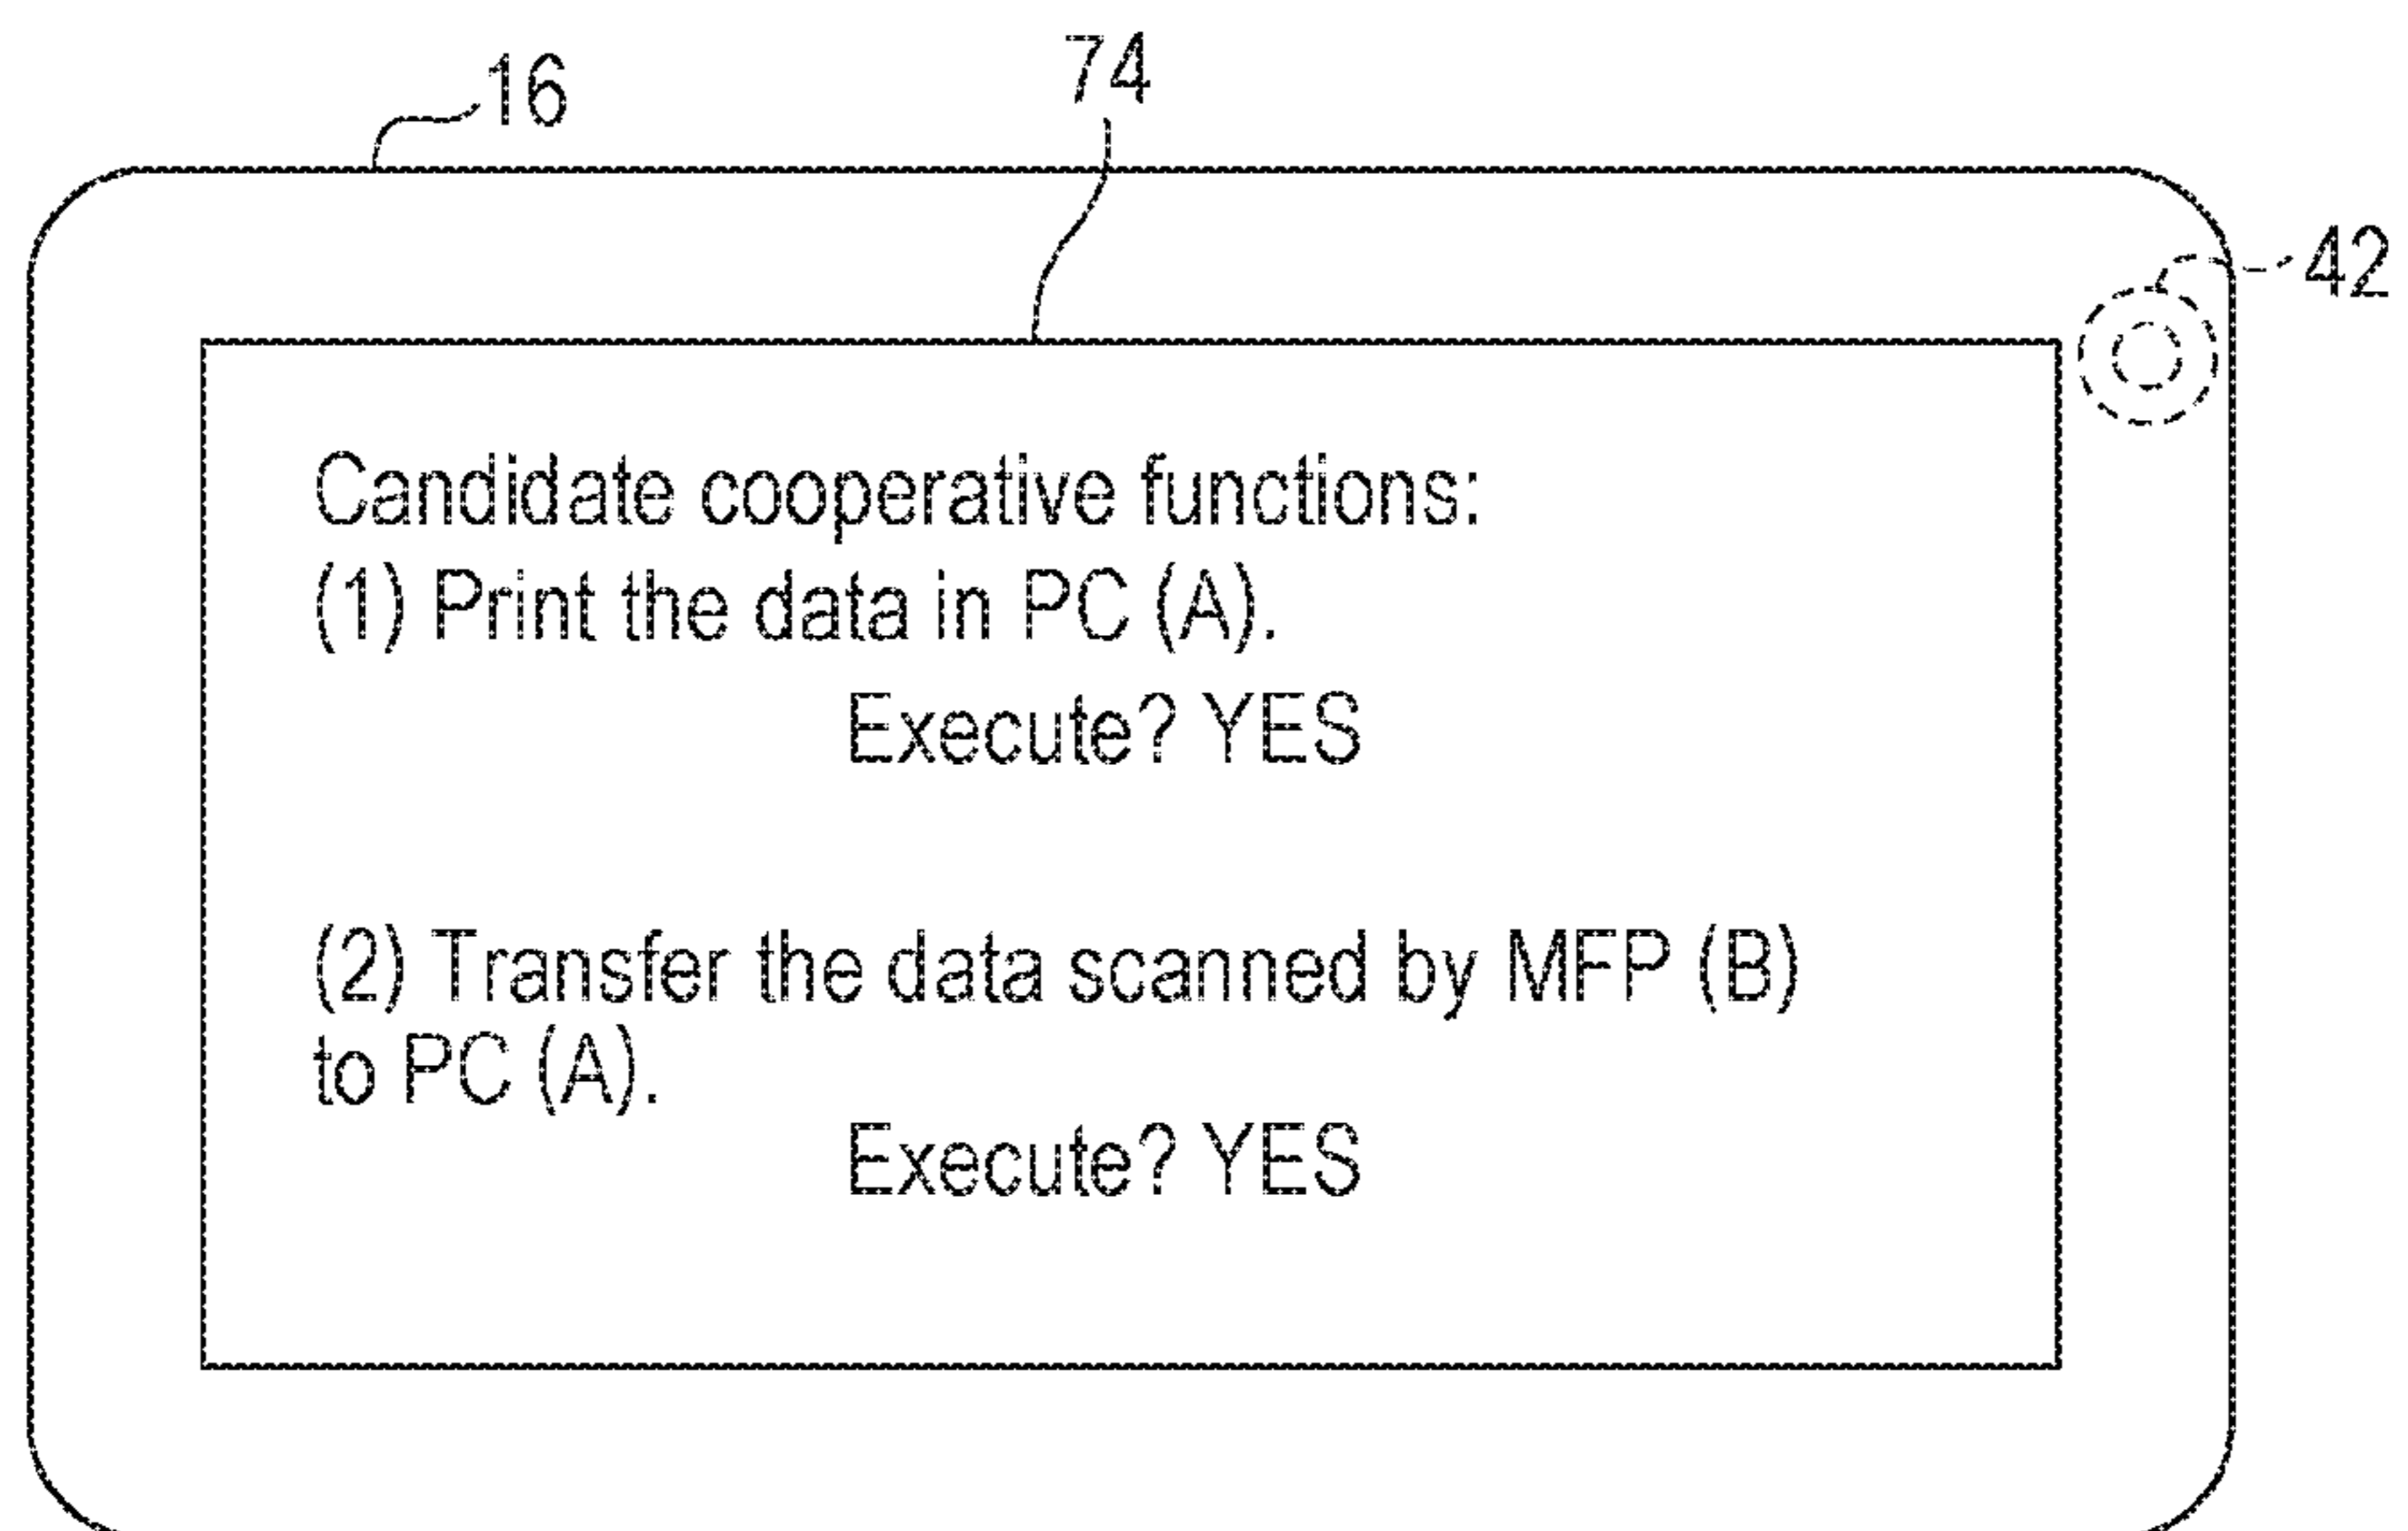 16
74
42
Candidate cooperative functions:
(1) Print the data in PC (A).
Execute? YES
(2) Transfer the data scanned by MFP (B)
to PC (A).
Execute? YES